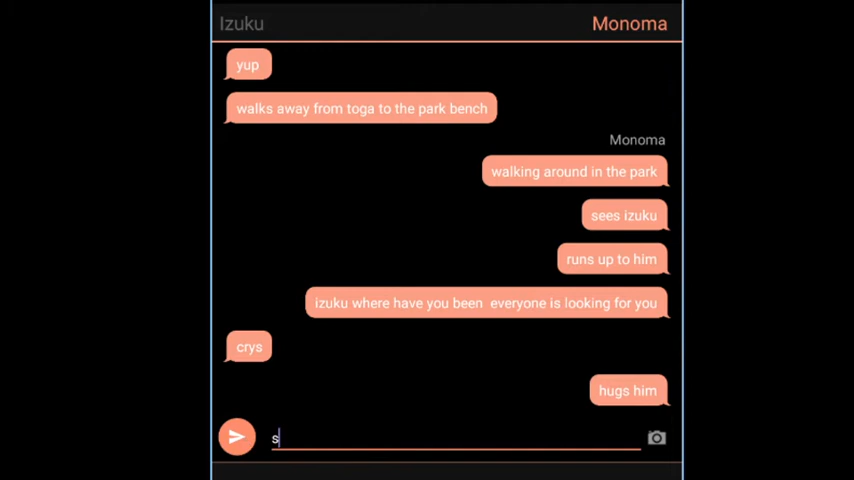 Izuku
Monoma
yup
walks away from toga to the park bench
Monoma
walking around in the park
sees izuku
runs up to him
izuku where have you been  everyone is looking for you
crys
hugs him
s